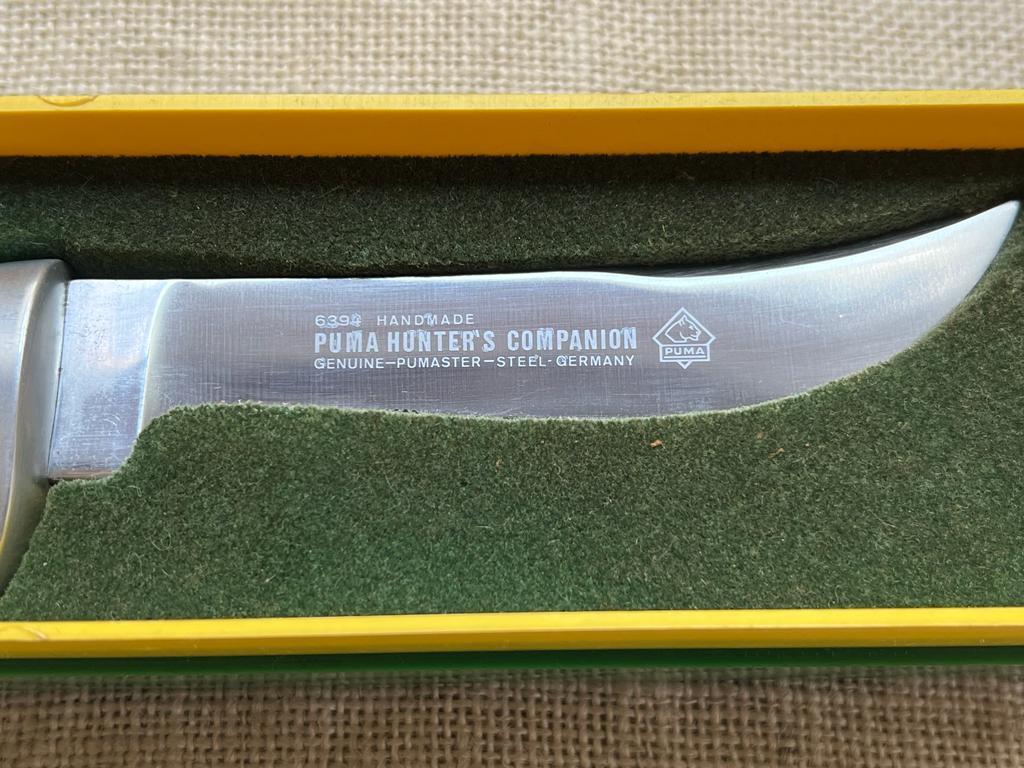 6394 HANDMADE
PUMA HUNTER'S COMPANION
GENUINE-PUMASTER-STEEL-GERMANY
PUMA